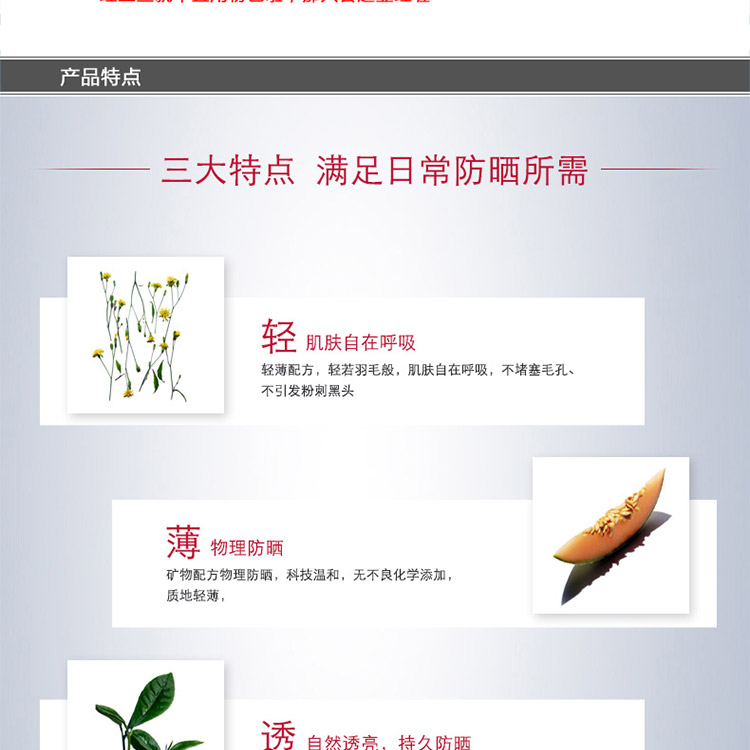 产品特点
三大特点 满足日常防晒所需
轻 肌肤自在呼吸
轻薄配方，轻若羽毛般，肌肤自在呼吸，不堵塞毛孔、
不引发粉刺黑头
薄 物理防晒
矿物配方物理防晒，科技温和，无不良化学添加，
质地轻薄，
透 自然透亮，持久防晒